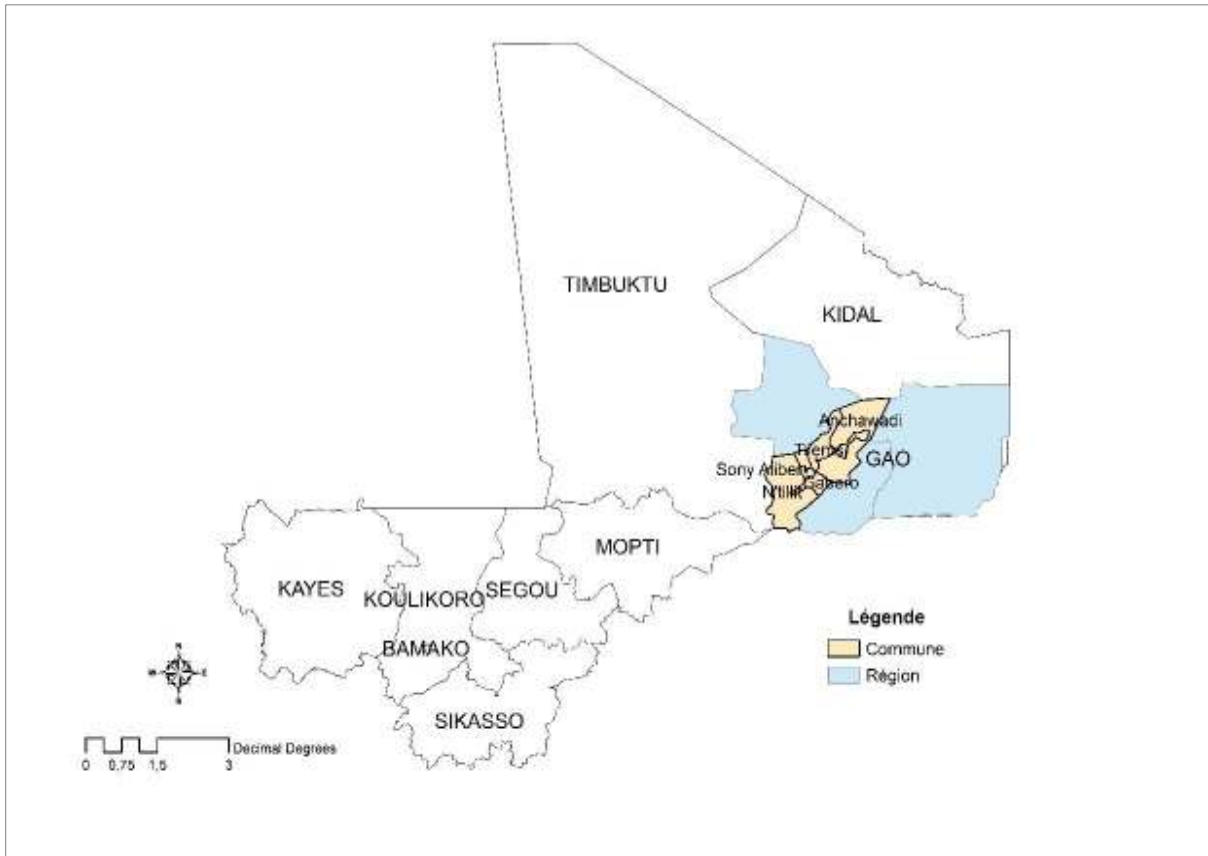 TIMBUKTU
KIDAL
Anchawadi
GAO
Sony Aliber
Gabero
N'tillit
MOPTI
KAYES
SEGOU
KOULIKORO
BAMAKO
SIKASSO
Légende
Commune
Région
N
W
E
S
Decimal Degrees
0 0,75 1,5 3